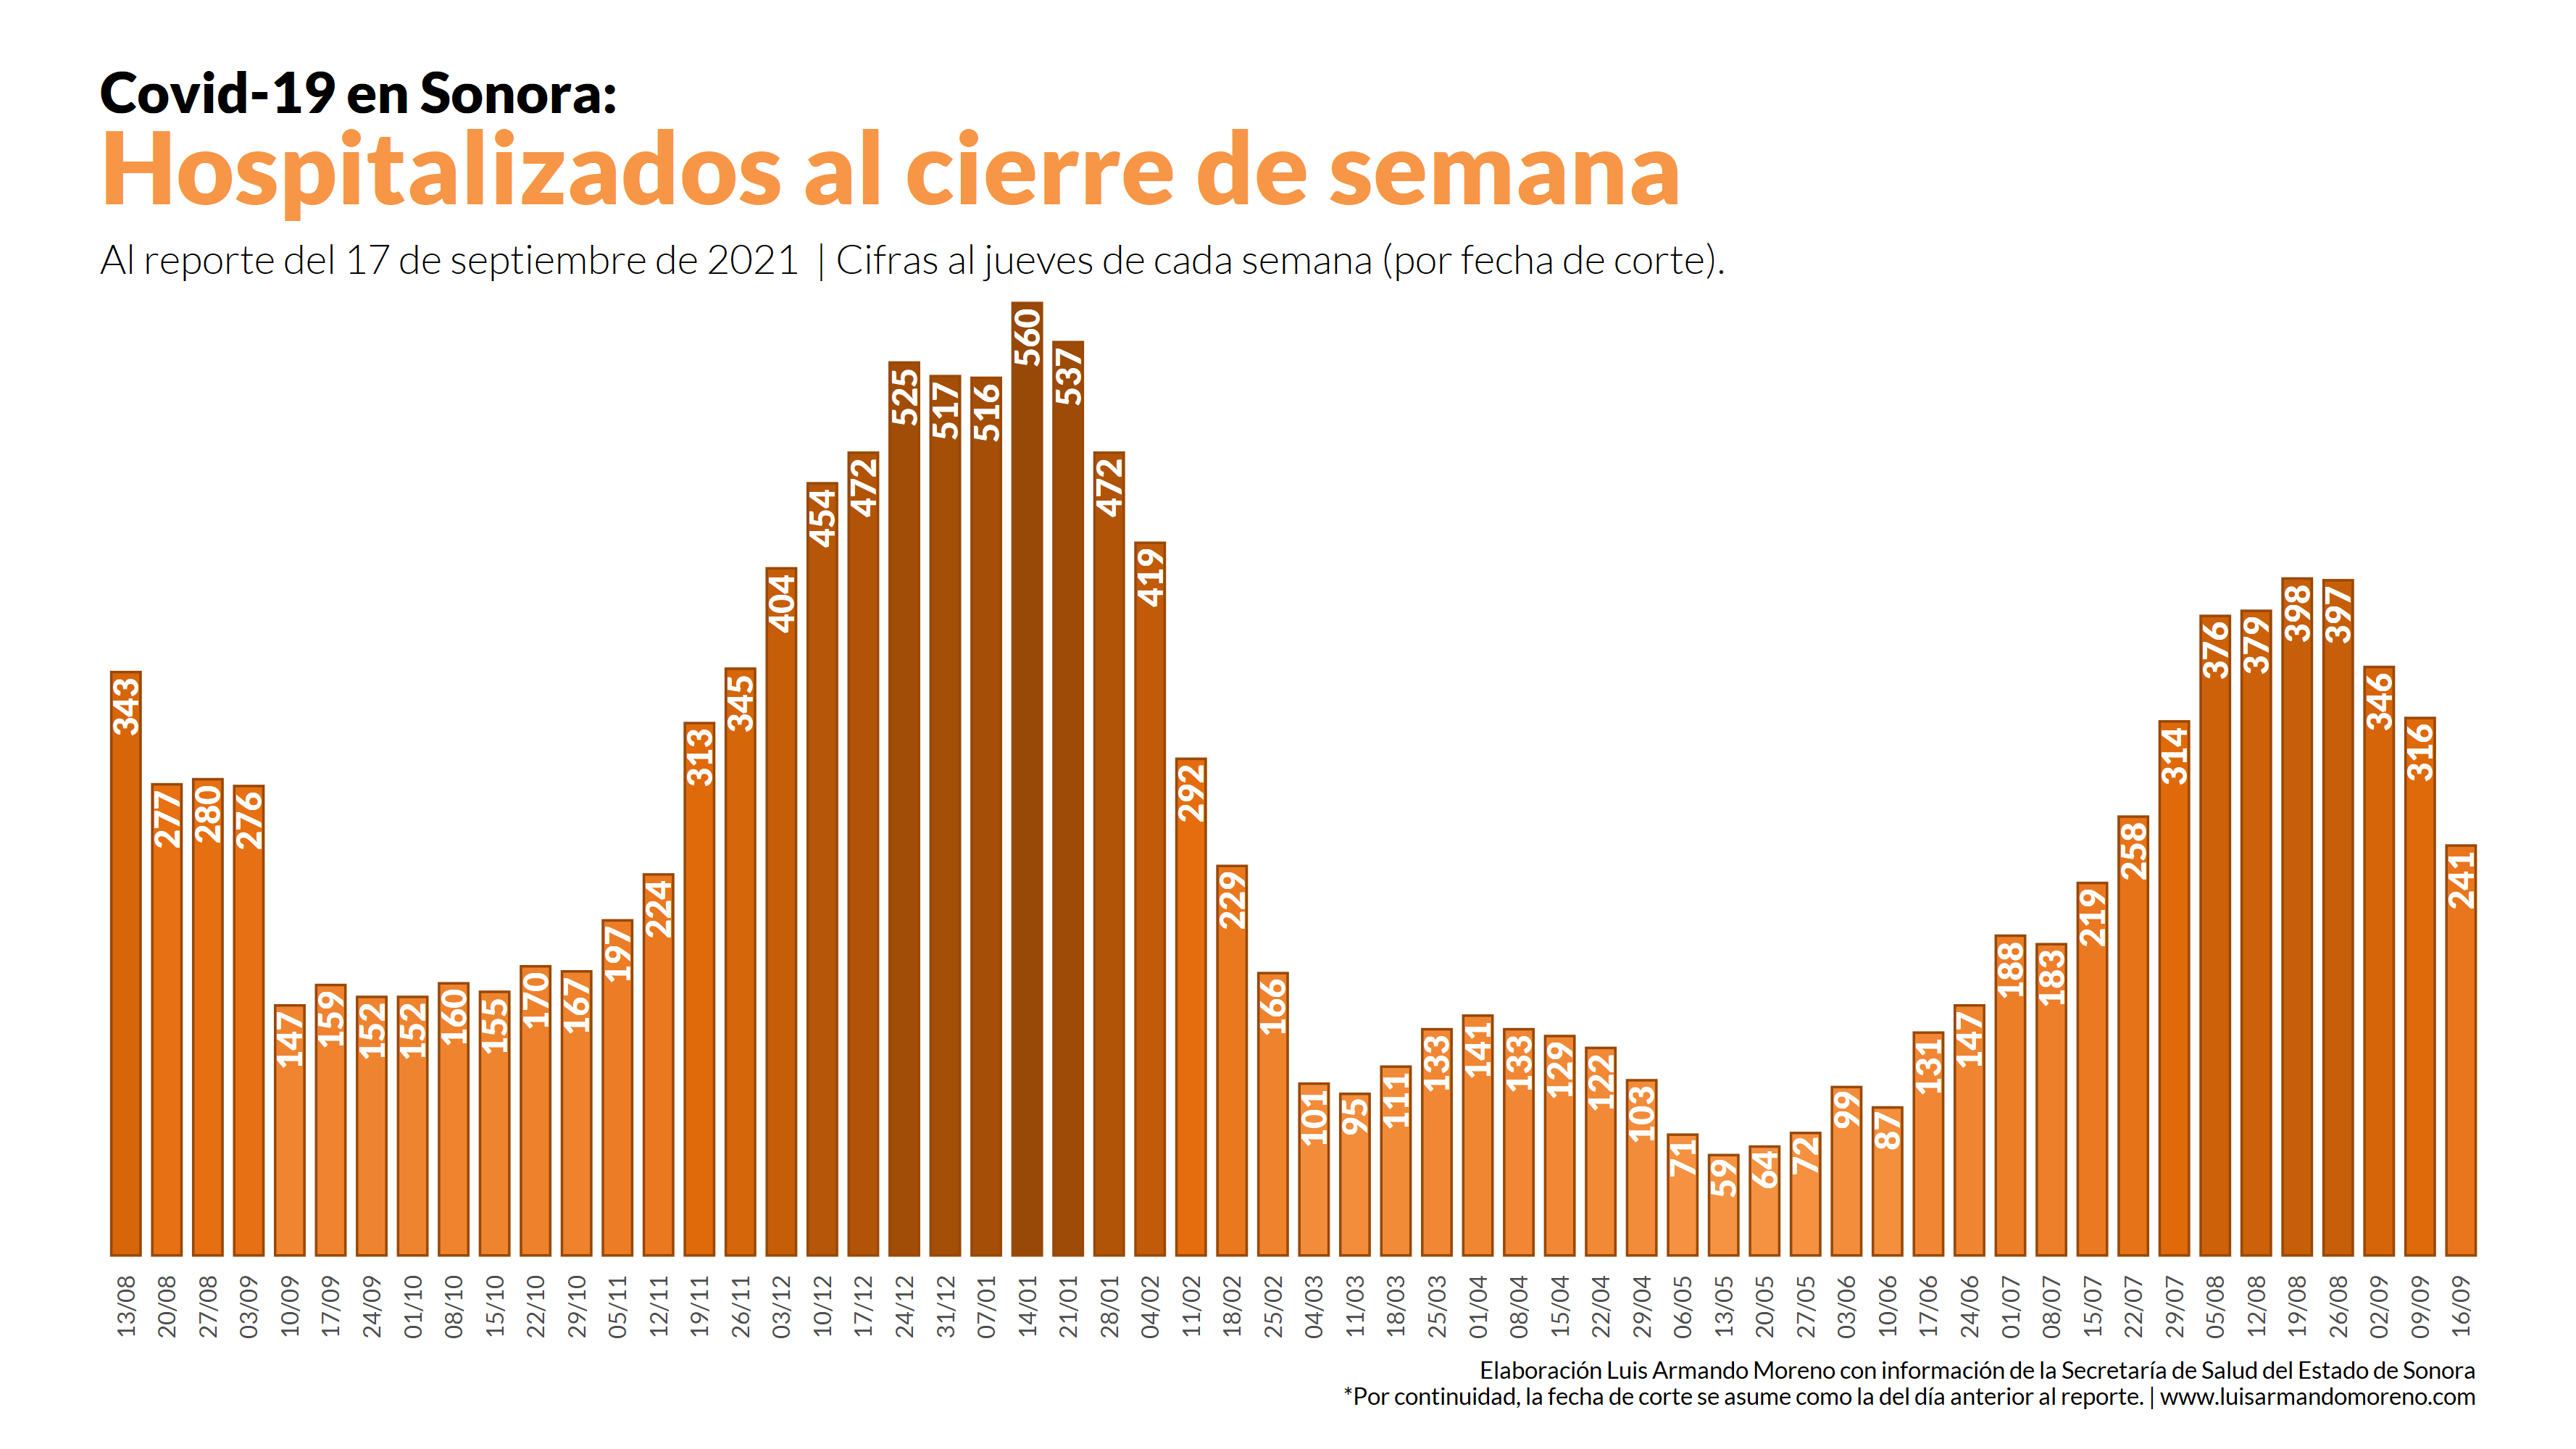 Covid-19 en Sonora:
Hospitalizados al cierre de semana
Al reporte del 17 de septiembre de 2021 | Cifras al jueves de cada semana (por fecha de corte).
343 277 280 276 147 159 152 152 160 155 170 167 197 224 313 345 404 454 472 525 517 516 560 537 472 419 292 229 166 101 95 111 133 141 133 129 122 103 71 59 64 72 99 87 131 147 188 183 219 258 314 376 379 398 397 346 316 241
13/08 20/08 27/08 03/09 10/09 17/09 24/09 01/10 08/10 15/10 22/10 29/10 05/11 12/11 19/11 26/11 03/12 10/12 17/12 24/12 31/12 07/01 14/01 21/01 28/01 04/02 11/02 18/02 25/02 04/03 11/03 18/03 25/03 01/04 08/04 15/04 22/04 29/04 06/05 13/05 20/05 27/05 03/06 10/06 17/06 24/06 01/07 08/07 15/07 22/07 29/07 05/08 12/08 19/08 26/08 02/09 09/09 16/09
Elaboración Luis Armando Moreno con información de la Secretaría de Salud del Estado de Sonora
*Por continuidad, la fecha de corte se asume como la del día anterior al reporte. | www.luisarmandomoreno.com